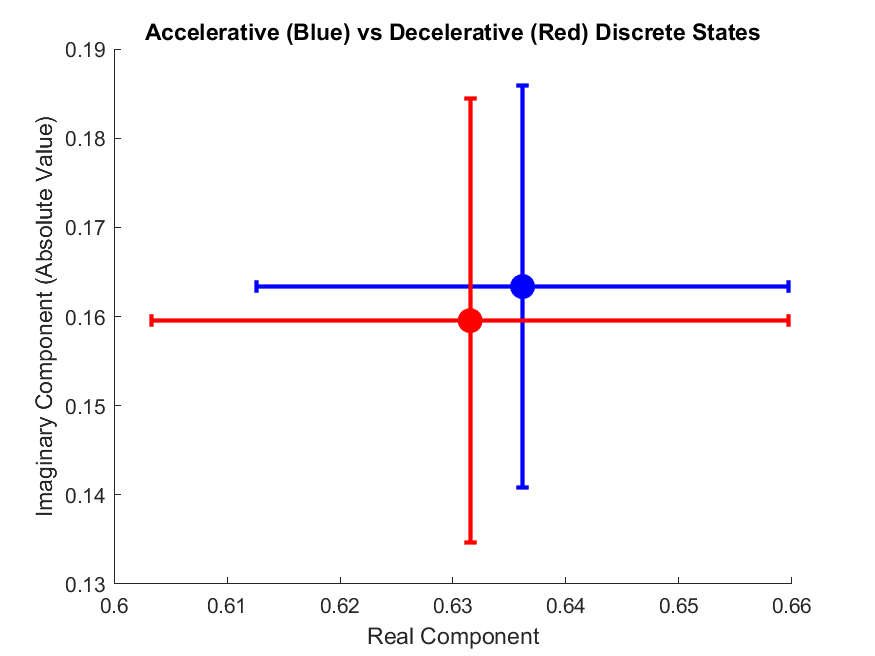 Accelerative (Blue) vs Decelerative (Red) Discrete States
0.19
0.18
0.17
0.16
0.15
0.14
0.13
Imaginary Component (Absolute Value)
0.6 0.61 0.62 0.63 0.64 0.65 0.66
Real Component